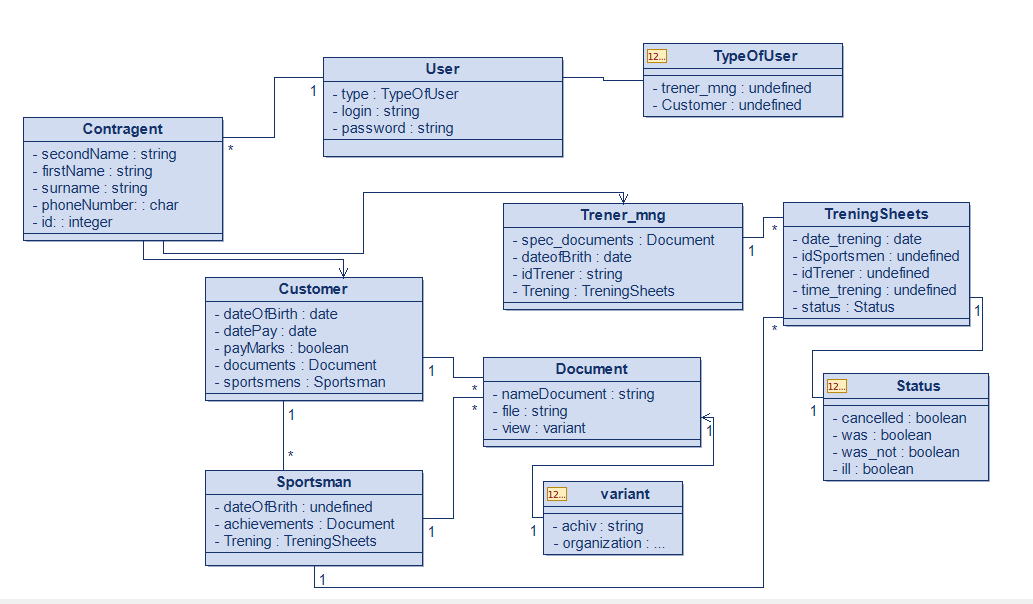 User
- type : TypeOfUser
- login : string
- password : string
12...
TypeOfUser
- trener_mng : undefined
- Customer : undefined
1
*
Contragent
- secondName : string
- firstName : string
- surname : string
- phoneNumber: : char
- id: : integer
Trener_mng
- spec_documents : Document
- dateofBrith : date
- idTrener : string
- Trening : TreningSheets
1
*
TreningSheets
- date_trening : date
- idSportsmen : undefined
- idTrener : undefined
- time_trening : undefined
- status : Status
1
*
Customer
- dateOfBirth : date
- datePay : date
- payMarks : boolean
- documents : Document
- sportsmens : Sportsman
1
*
*
Document
- nameDocument : string
- file : string
- view : variant
1
12...
Status
- cancelled : boolean
- was : boolean
- was_not : boolean
- ill : boolean
1
1
*
Sportsman
- dateOfBrith : undefined
- achievements : Document
- Trening : TreningSheets
1
1
12...
variant
- achiv : string
- organization : ...
1